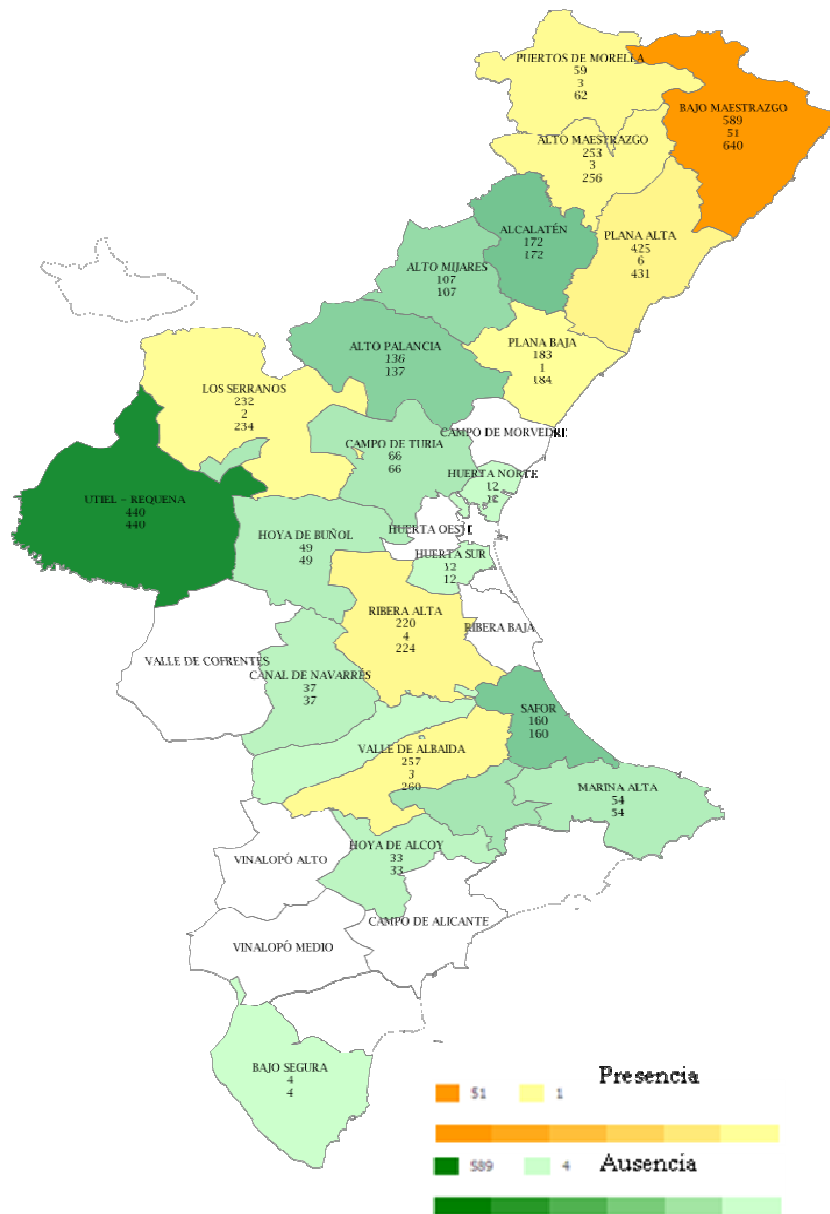 PUERTOS DE MORELLA
59
3
62
BAJO MAESTRAZGO
589
51
640
ALTO MAESTRAZGO
253
3
256
ALCALATÉN
172
172
PLANA ALTA
425
6
431
ALTO MIJARES
107
107
ALTO PALANCIA
136
137
PLANA BAJA
183
1
184
LOS SERRANOS
232
2
234
CAMPO DE TURIA
66
66
CAMPO DE MORVEDRE
HUERTA NORTE
12
12
UTIEL – REQUENA
440
440
HOYA DE BUÑOL
49
49
HUERTA OESTE
HUERTA SUR
12
12
RIBERA ALTA
220
4
224
RIBERA BAJA
VALLE DE COFRENTES
CANAL DE NAVARRÉS
37
37
SAFOR
160
160
VALLE DE ALBAIDA
257
3
260
MARINA ALTA
54
54
HOYA DE ALCOY
33
33
VINALOPÓ ALTO
CAMPO DE ALICANTE
VINALOPÓ MEDIO
BAJO SEGURA
4
4
Presencia
51 1
Ausencia
589 4